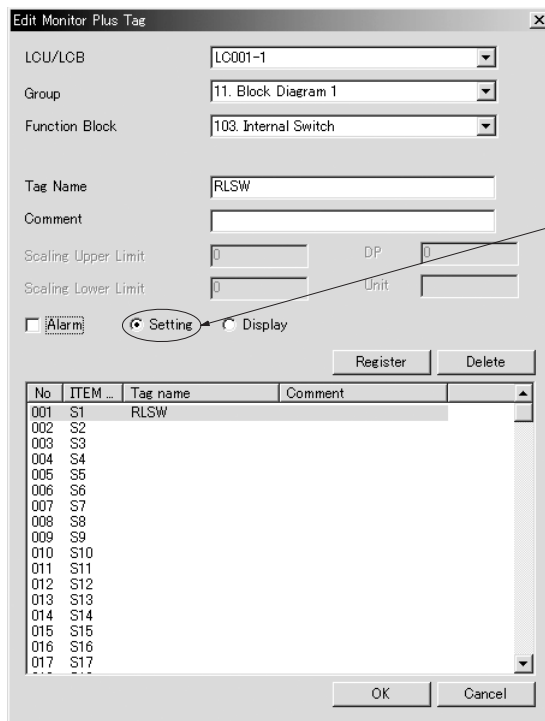 Edit Monitor Plus Tag
LCU/LCB LC001-1
Group 11. Block Diagram 1
Function Block 103. Internal Switch
Tag Name RLSW
Comment
Scaling Upper Limit 0 DP 0
Scaling Lower Limit 0 Unit
Alarm Setting Display
Register Delete
No ITEM ... Tag name Comment
001 S1 RLSW
002 S2
003 S3
004 S4
005 S5
006 S6
007 S7
008 S8
009 S9
010 S10
011 S11
012 S12
013 S13
014 S14
015 S15
016 S16
017 S17
OK Cancel